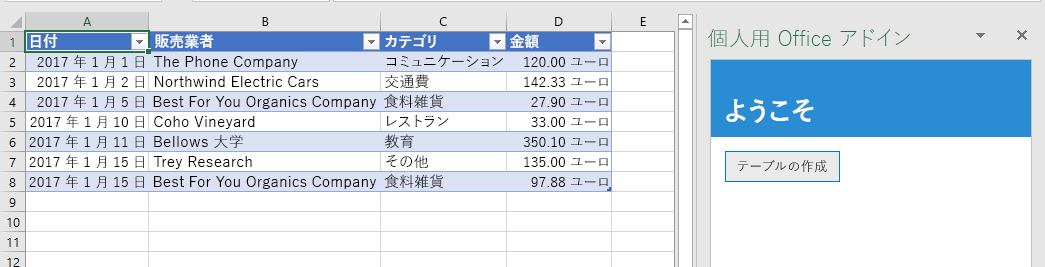 A B C D E
1 日付 販売業者 カテゴリ 金額
2 2017 年 1 月 1 日 The Phone Company コミュニケーション 120.00 ユーロ
3 2017 年 1 月 2 日 Northwind Electric Cars 交通費 142.33 ユーロ
4 2017 年 1 月 5 日 Best For You Organics Company 食料雑貨 27.90 ユーロ
5 2017 年 1 月 10 日 Coho Vineyard レストラン 33.00 ユーロ
6 2017 年 1 月 11 日 Bellows 大学 教育 350.10 ユーロ
7 2017 年 1 月 15 日 Trey Research その他 135.00 ユーロ
8 2017 年 1 月 15 日 Best For You Organics Company 食料雑貨 97.88 ユーロ
9
10
11
12
個人用 Office アドイン
ようこそ
テーブルの作成